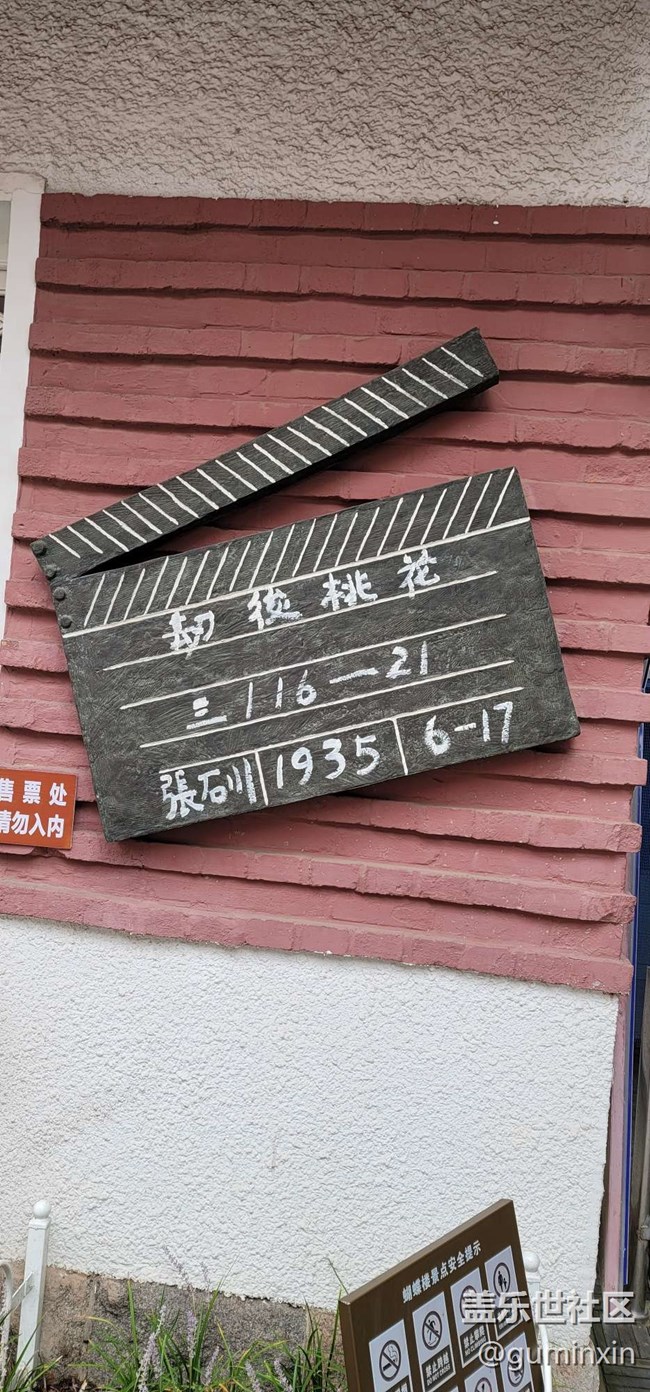 劫後桃花
三 116—21
張石川 1935 6-17
售票处
请勿入内
蝴蝶楼景点安全提示
盖乐世社区
@guminxin